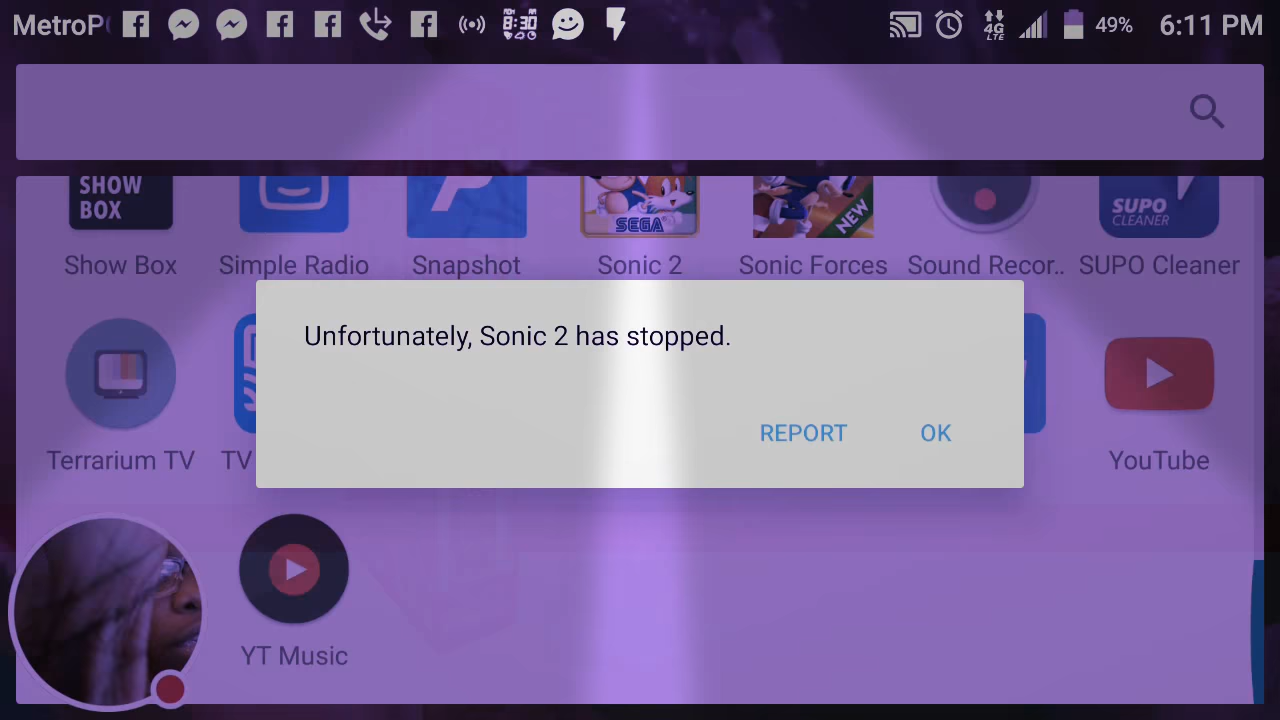 MetroP 8:30 4G LTE 49% 6:11 PM
SHOW BOX
SUPO CLEANER
SEGA
NEW
Show Box Simple Radio Snapshot Sonic 2 Sonic Forces Sound Recor.. SUPO Cleaner
Unfortunately, Sonic 2 has stopped.
REPORT OK
Terrarium TV TV YouTube
YT Music